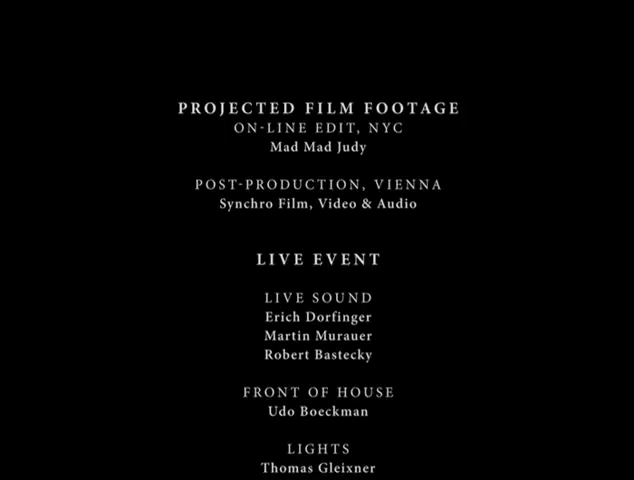 PROJECTED FILM FOOTAGE
ON-LINE EDIT, NYC
Mad Mad Judy
POST-PRODUCTION, VIENNA
Synchro Film, Video & Audio
LIVE EVENT
LIVE SOUND
Erich Dorfinger
Martin Murauer
Robert Bastecky
FRONT OF HOUSE
Udo Boeckman
LIGHTS
Thomas Gleixner